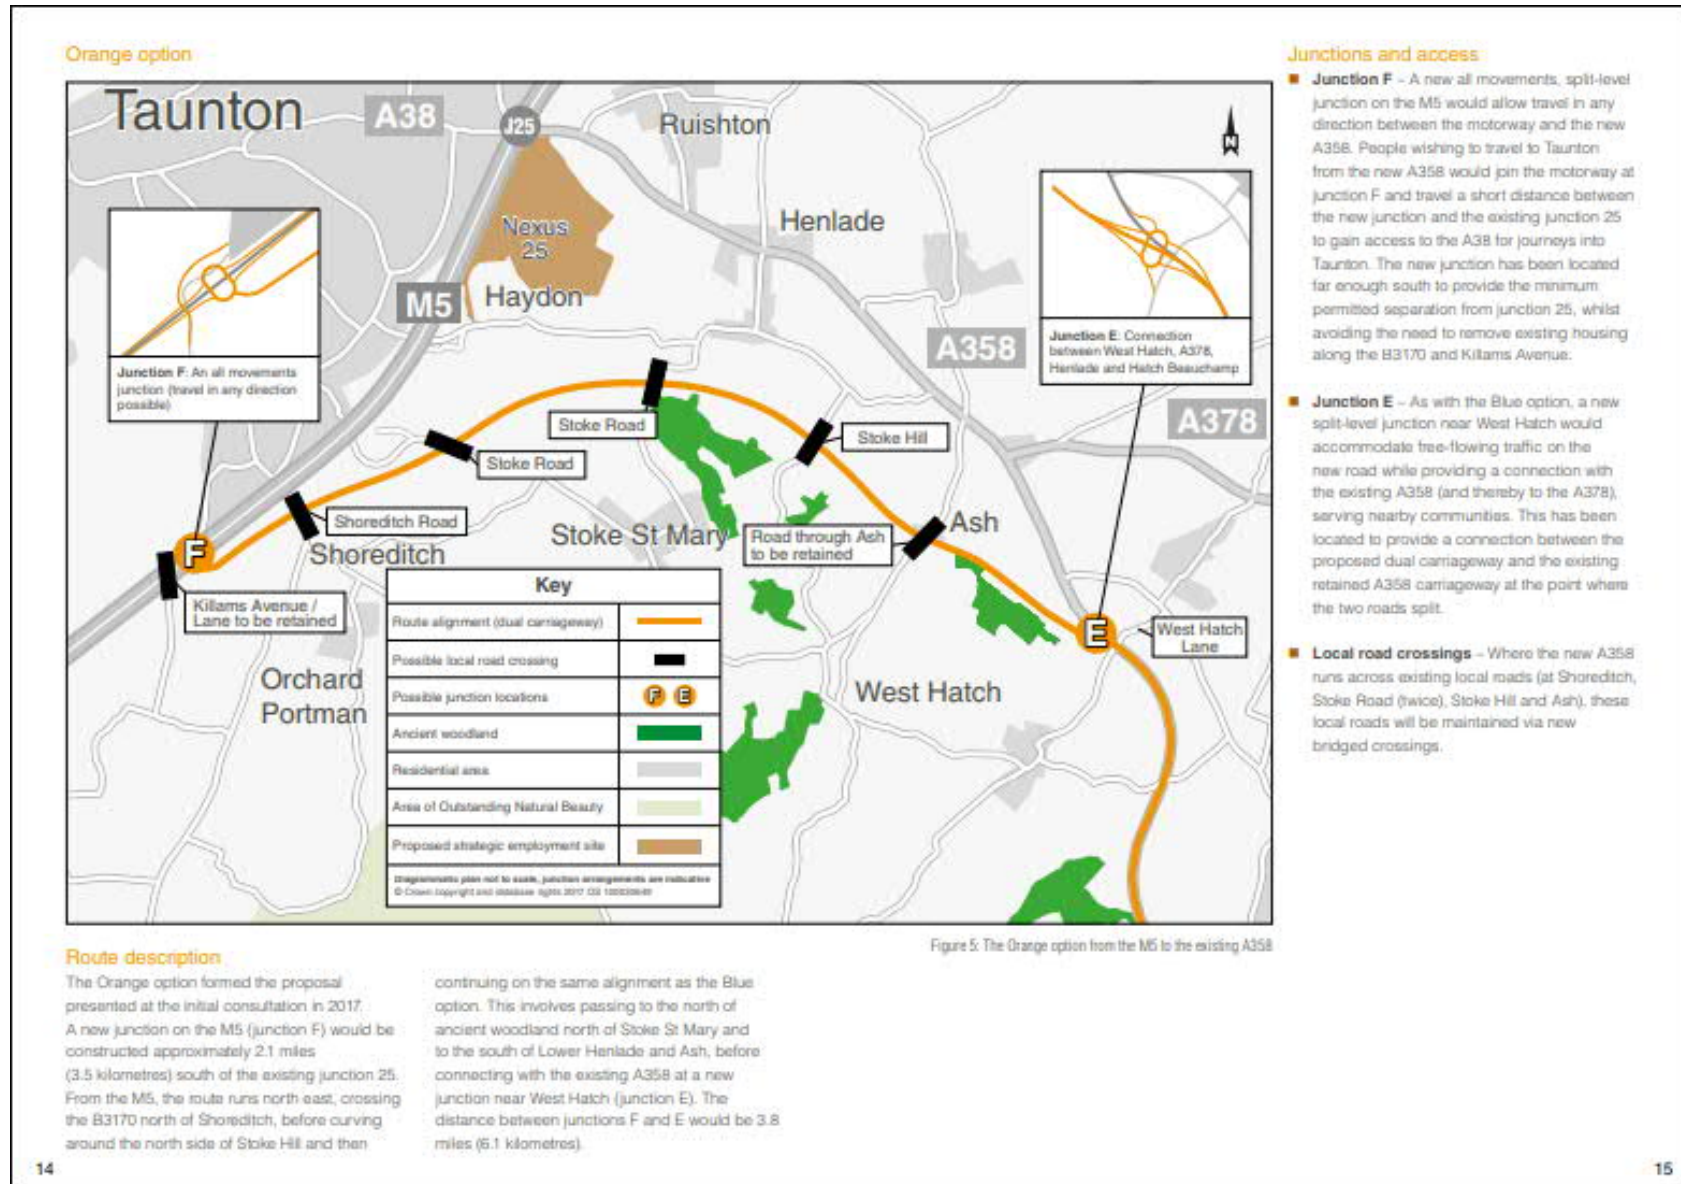 Orange option
Taunton
A38
J25
Ruishton
N
Nexus
25
Henlade
Haydon
M5
A358
A378
Junction F: An all movements
junction (travel in any direction
possible)
Junction E: Connection
between West Hatch, A378,
Henlade and Hatch Beauchamp
Stoke Road
Stoke Hill
Stoke Road
Shoreditch Road
Shoreditch
Stoke St Mary
Road through Ash
to be retained
Ash
F
Killams Avenue /
Lane to be retained
E
West Hatch
Lane
Orchard
Portman
West Hatch
Key
Route alignment (dual carriageway)
Possible local road crossing
Possible junction locations
F E
Ancient woodland
Residential area
Area of Outstanding Natural Beauty
Proposed strategic employment site
Diagrammatic plan not to scale, junction arrangements are indicative
© Crown copyright and database rights 2017 OS
Figure 5: The Orange option from the M5 to the existing A358
Route description
The Orange option formed the proposal
presented at the initial consultation in 2017.
A new junction on the M5 (junction F) would be
constructed approximately 2.1 miles
(3.5 kilometres) south of the existing junction 25.
From the M5, the route runs north east, crossing
the B3170 north of Shoreditch, before curving
around the north side of Stoke Hill and then
continuing on the same alignment as the Blue
option. This involves passing to the north of
ancient woodland north of Stoke St Mary and
to the south of Lower Henlade and Ash, before
connecting with the existing A358 at a new
junction near West Hatch (junction E). The
distance between junctions F and E would be 3.8
miles (6.1 kilometres).
14
Junctions and access
Junction F – A new all movements, split-level
junction on the M5 would allow travel in any
direction between the motorway and the new
A358. People wishing to travel to Taunton
from the new A358 would join the motorway at
junction F and travel a short distance between
the new junction and the existing junction 25
to gain access to the A38 for journeys into
Taunton. The new junction has been located
far enough south to provide the minimum
permitted separation from junction 25, whilst
avoiding the need to remove existing housing
along the B3170 and Killams Avenue.
Junction E – As with the Blue option, a new
split-level junction near West Hatch would
accommodate free-flowing traffic on the
new road while providing a connection with
the existing A358 (and thereby to the A378),
serving nearby communities. This has been
located to provide a connection between the
proposed dual carriageway and the existing
retained A358 carriageway at the point where
the two roads split.
Local road crossings – Where the new A358
runs across existing local roads (at Shoreditch,
Stoke Road (twice), Stoke Hill and Ash), these
local roads will be maintained via new
bridged crossings.
15